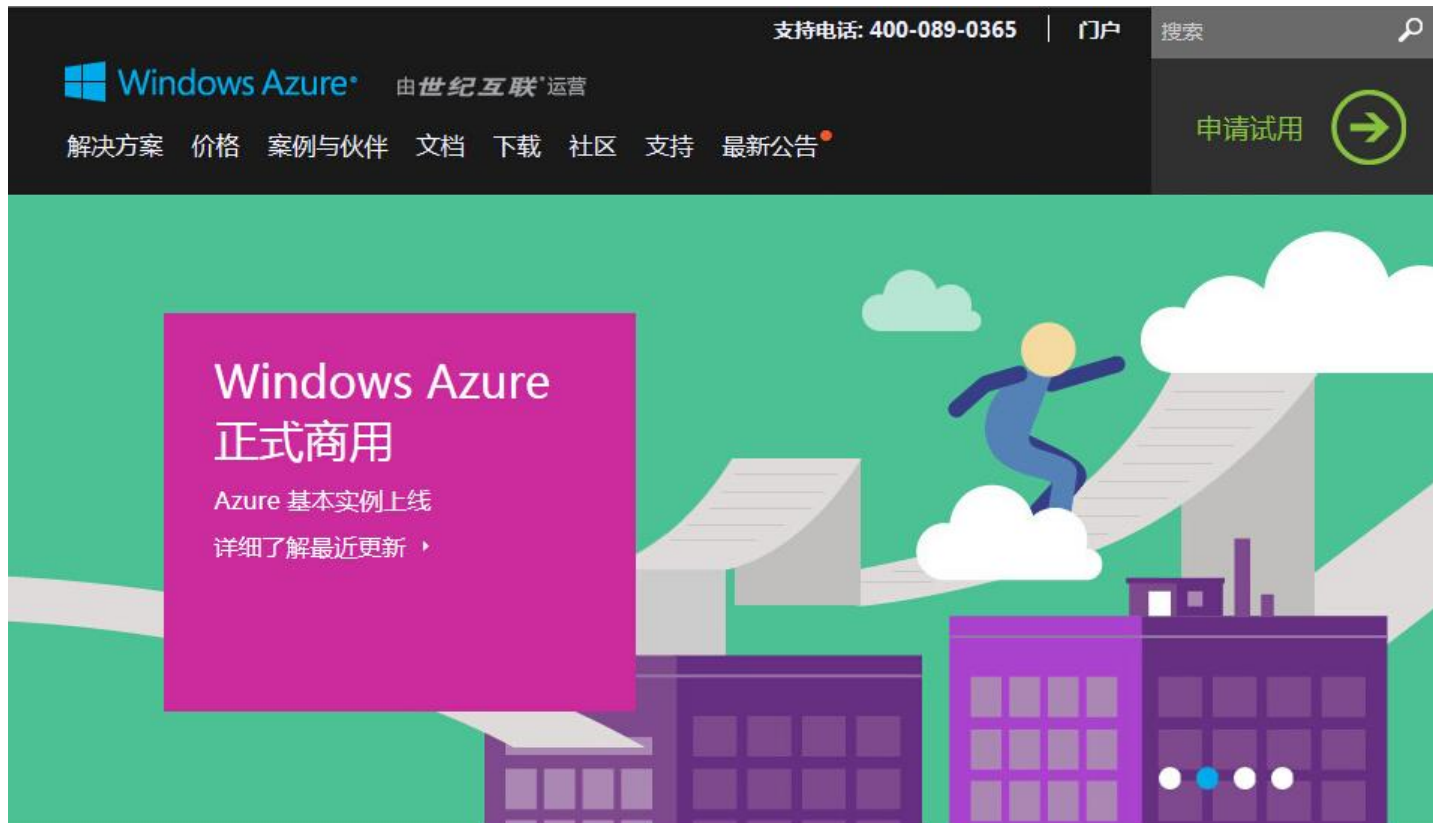 支持电话: 400-089-0365 门户 搜索
Windows Azure 由世纪互联运营
申请试用
解决方案 价格 案例与伙伴 文档 下载 社区 支持 最新公告
Windows Azure
正式商用
Azure 基本实例上线
详细了解最近更新